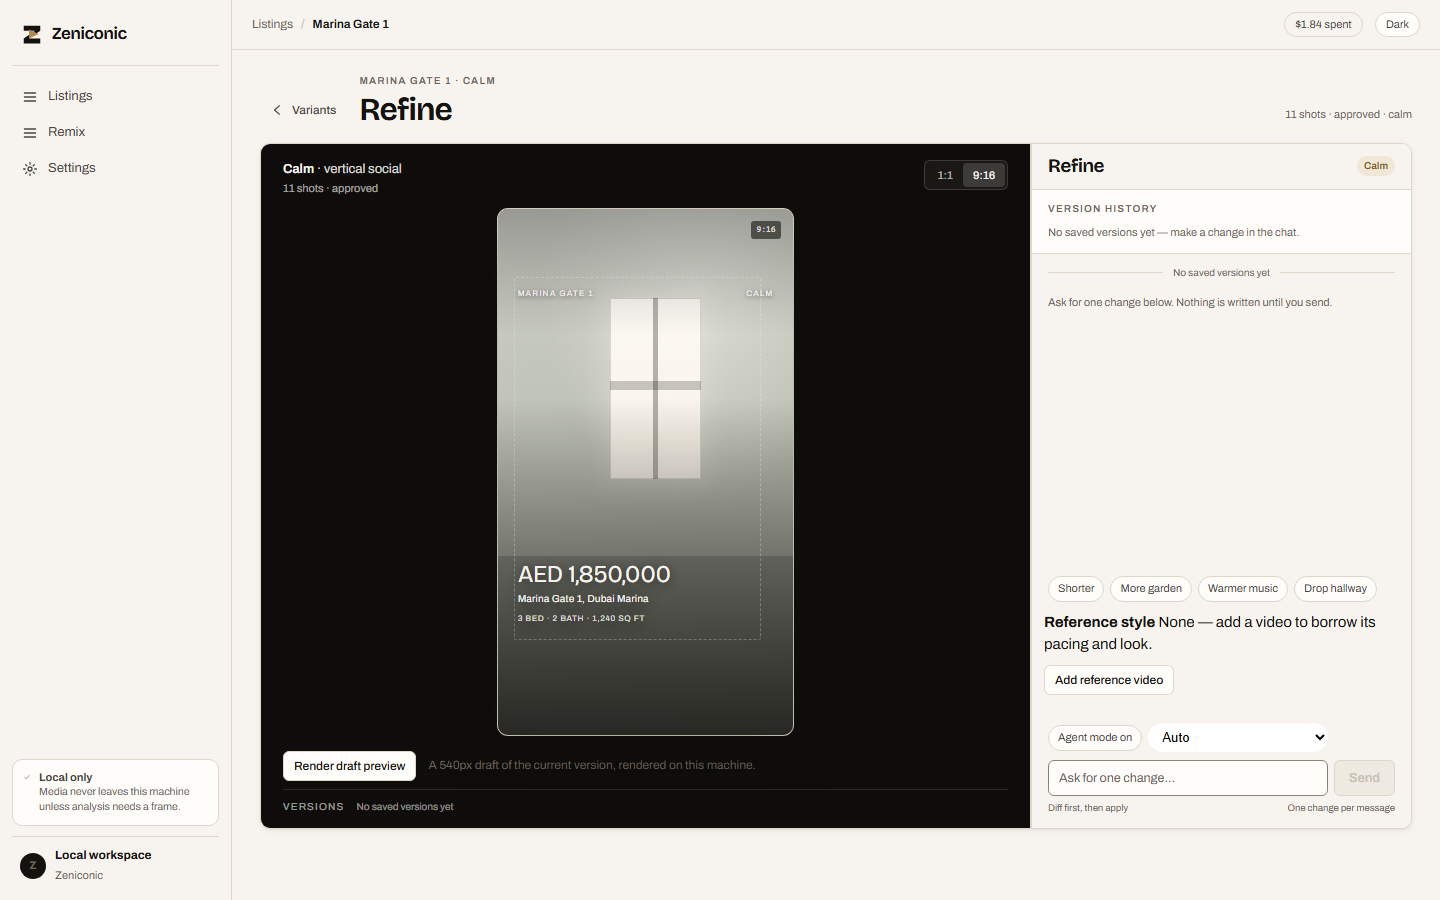 Zeniconic
Listings
Remix
Settings
Local only
Media never leaves this machine
unless analysis needs a frame.
Z
Local workspace
Zeniconic
Listings / Marina Gate 1
$1.84 spent
Dark
MARINA GATE 1 · CALM
Variants
Refine
11 shots · approved · calm
Calm · vertical social
11 shots · approved
1:1
9:16
9:16
MARINA GATE 1
CALM
AED 1,850,000
Marina Gate 1, Dubai Marina
3 BED · 2 BATH · 1,240 SQ FT
Render draft preview
A 540px draft of the current version, rendered on this machine.
VERSIONS No saved versions yet
Refine
Calm
VERSION HISTORY
No saved versions yet — make a change in the chat.
No saved versions yet
Ask for one change below. Nothing is written until you send.
Shorter
More garden
Warmer music
Drop hallway
Reference style None — add a video to borrow its
pacing and look.
Add reference video
Agent mode on
Auto
Ask for one change...
Send
Diff first, then apply
One change per message